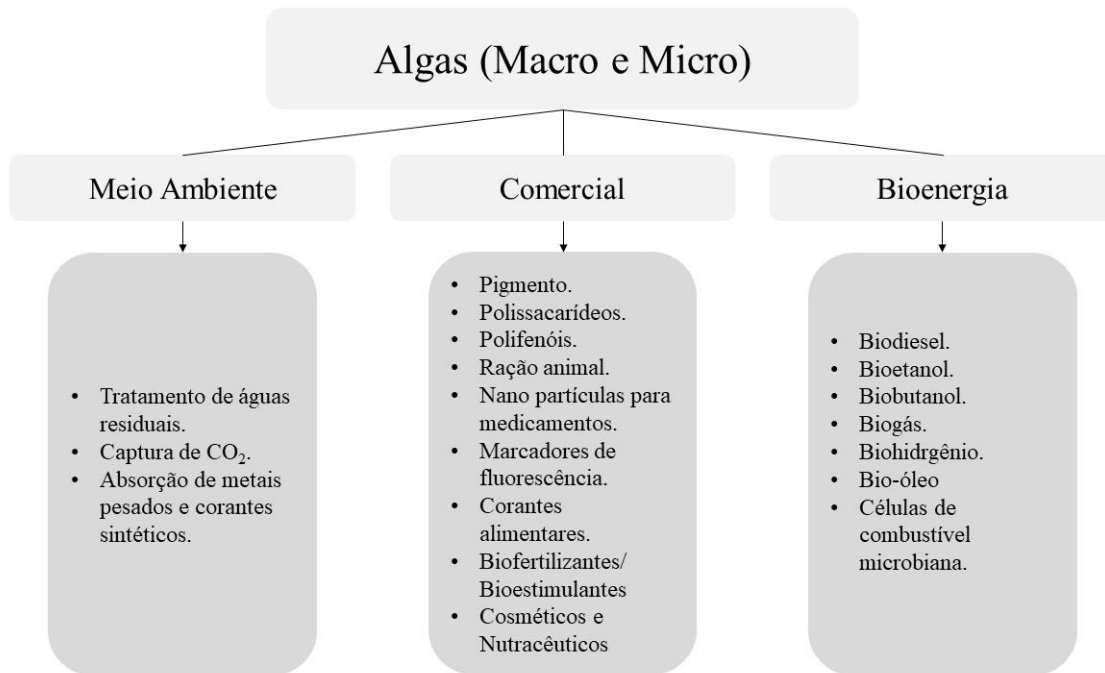 Algas (Macro e Micro)
Meio Ambiente
• Tratamento de águas
residuais.
• Captura de CO₂.
• Absorção de metais
pesados e corantes
sintéticos.
Comercial
• Pigmento.
• Polissacarídeos.
• Polifenóis.
• Ração animal.
• Nano partículas para
medicamentos.
• Marcadores de
fluorescência.
• Corantes
alimentares.
• Biofertilizantes/
Bioestimulantes
• Cosméticos e
Nutracêuticos
Bioenergia
• Biodiesel.
• Bioetanol.
• Biobutanol.
• Biogás.
• Biohidrgênio.
• Bio-óleo
• Células de
combustível
microbiana.